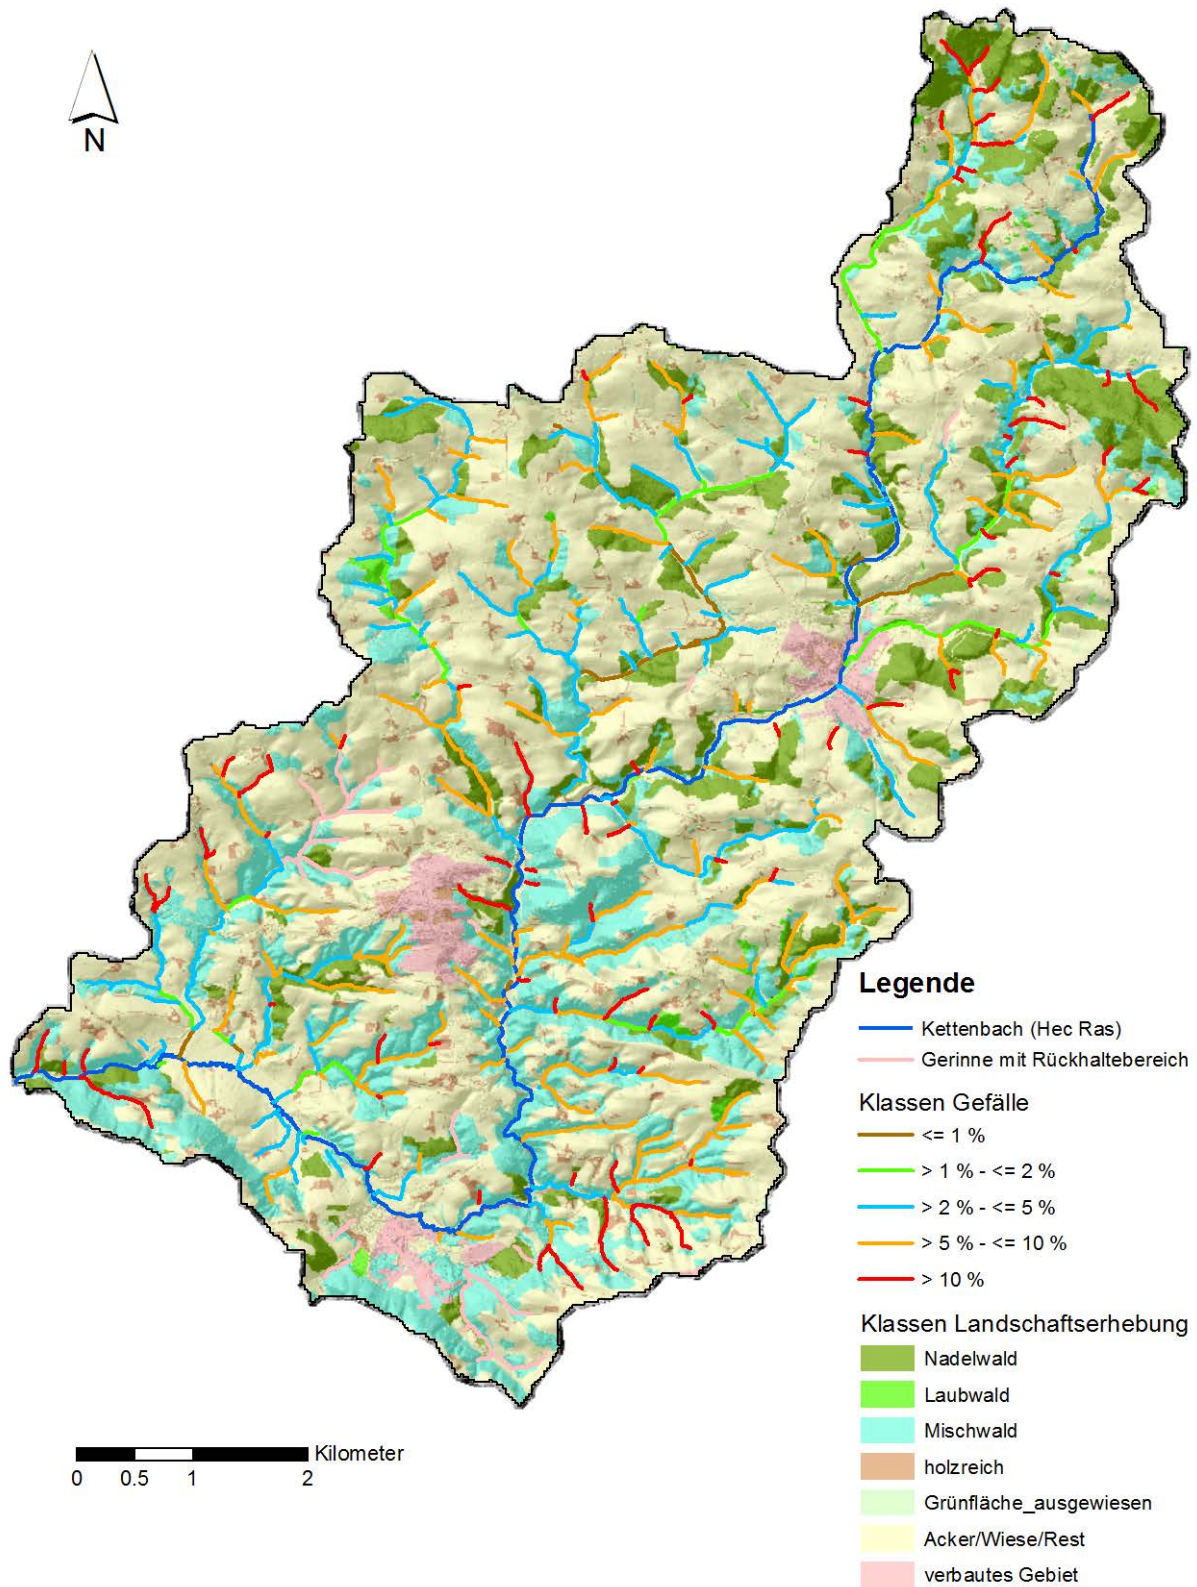 N
Legende
Kettenbach (Hec Ras)
Gerinne mit Rückhaltebereich
Klassen Gefälle
<= 1 %
> 1 % - <= 2 %
> 2 % - <= 5 %
> 5 % - <= 10 %
> 10 %
Klassen Landschaftserhebung
Nadelwald
Laubwald
Mischwald
holzreich
Grünfläche_ausgewiesen
Acker/Wiese/Rest
verbautes Gebiet
Kilometer
0 0.5 1 2